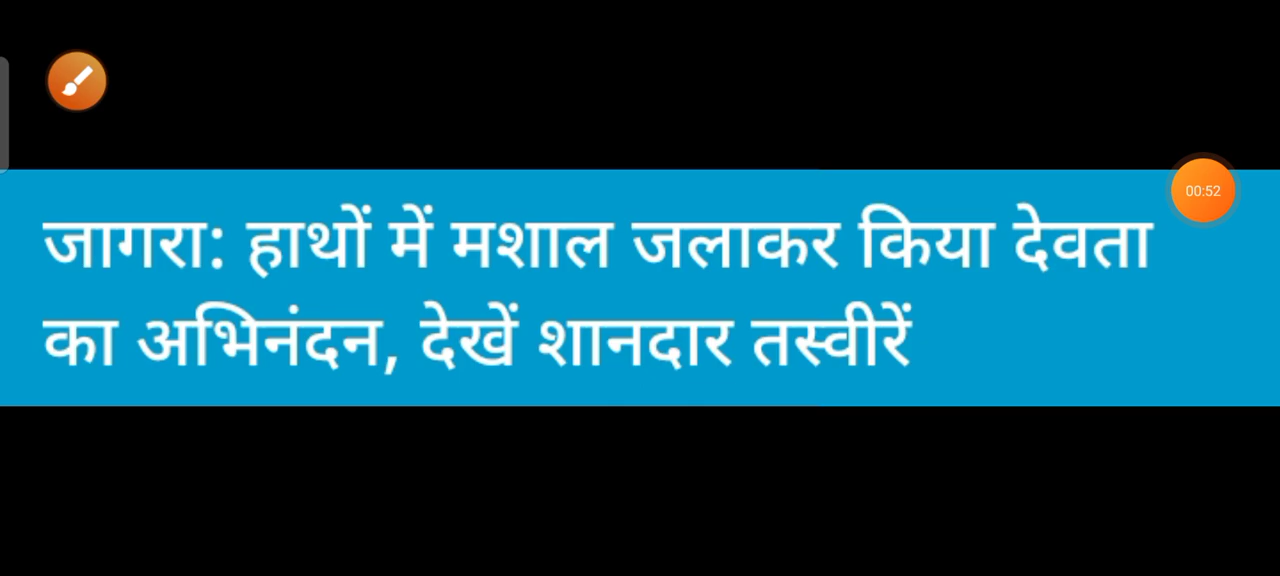 00:52
जागरा: हाथों में मशाल जलाकर किया देवता
का अभिनंदन, देखें शानदार तस्वीरें